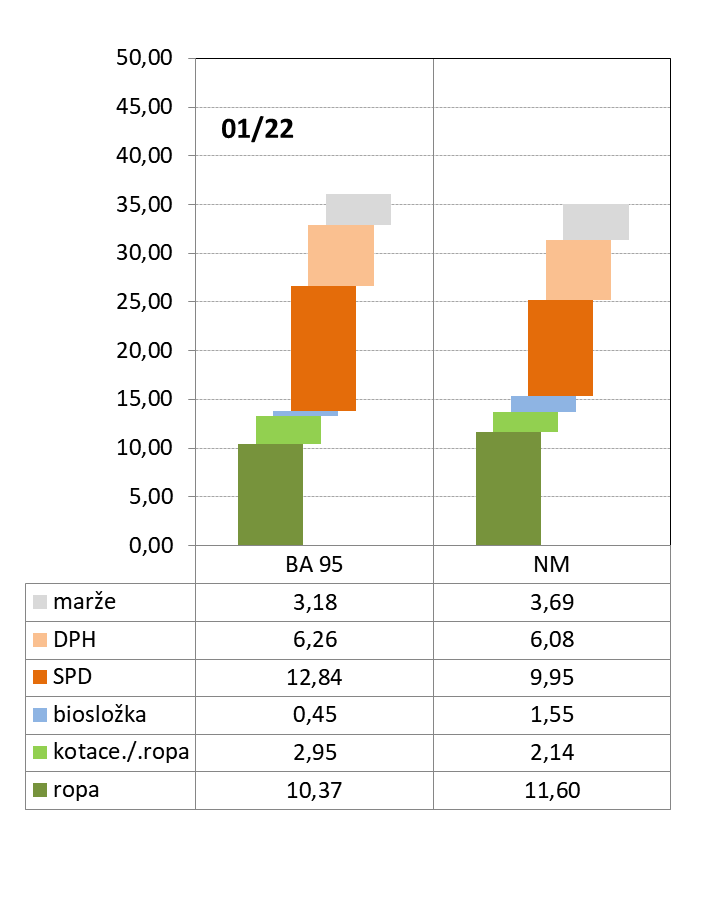 50,00
45,00
01/22
40,00
35,00
30,00
25,00
20,00
15,00
10,00
5,00
0,00
BA 95 NM
marže 3,18 3,69
DPH 6,26 6,08
SPD 12,84 9,95
biosložka 0,45 1,55
kotace./.ropa 2,95 2,14
ropa 10,37 11,60